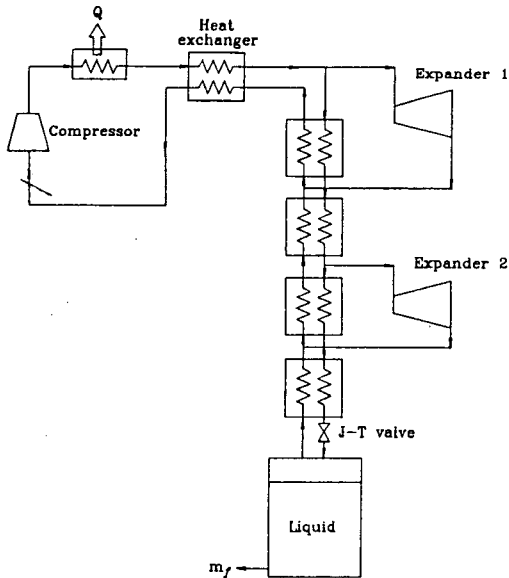 Q
Heat
exchanger
Expander 1
Compressor
Expander 2
J-T valve
Liquid
m_f